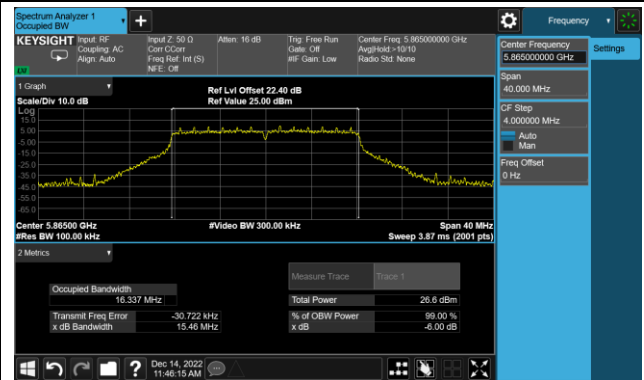 Spectrum Analyzer 1
Occupied BW
Frequency
KEYSIGHT
Input: RF
Coupling: AC
Align: Auto
Input Z: 50 Ω
Corr CCorr
Freq Ref: Int (S)
NFE: Off
Atten: 16 dB
Trig: Free Run
Gate: Off
#IF Gain: Low
Center Freq: 5.865000000 GHz
Avg|Hold:>10/10
Radio Std: None
Center Frequency
5.865000000 GHz
Settings
Span
40.000 MHz
CF Step
4.000000 MHz
Auto
Man
Freq Offset
0 Hz
1 Graph
Scale/Div 10.0 dB
Ref Lvl Offset 22.40 dB
Ref Value 25.00 dBm
Log
15.0
5.00
-5.00
-15.0
-25.0
-35.0
-45.0
-55.0
-65.0
Center 5.86500 GHz
#Video BW 300.00 kHz
Span 40 MHz
#Res BW 100.00 kHz
Sweep 3.87 ms (2001 pts)
2 Metrics
Measure Trace
Trace 1
Occupied Bandwidth
16.337 MHz
Total Power
26.6 dBm
Transmit Freq Error
-30.722 kHz
% of OBW Power
99.00 %
x dB Bandwidth
15.46 MHz
x dB
-6.00 dB
Dec 14, 2022
11:46:15 AM